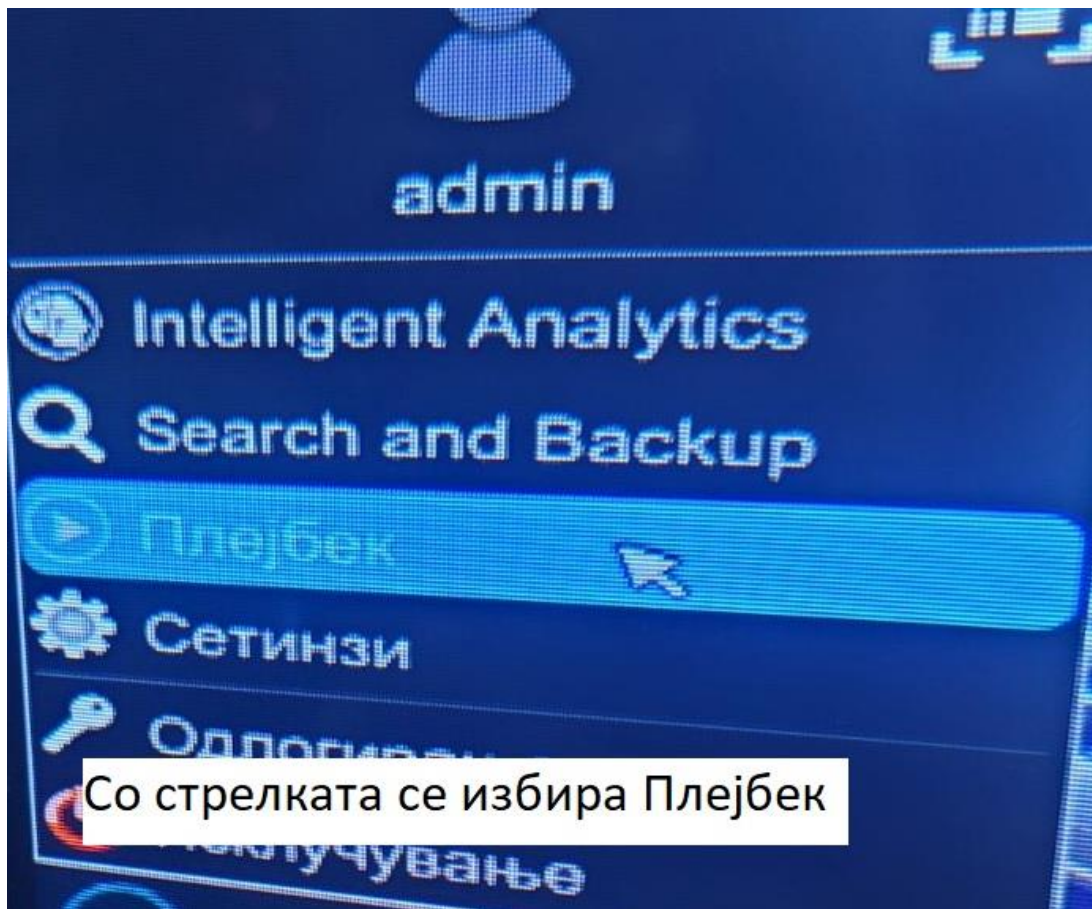 admin
Intelligent Analytics
Search and Backup
Плејбек
Сетинзи
Со стрелката се избира Плејбек